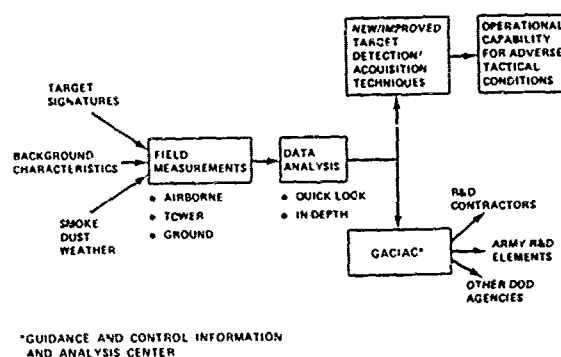 TARGET
SIGNATURES
BACKGROUND
CHARACTERISTICS
SMOKE
DUST
WEATHER
FIELD
MEASUREMENTS
• AIRBORNE
• TOWER
• GROUND
DATA
ANALYSIS
• QUICK LOOK
• IN DEPTH
NEW/IMPROVED
TARGET
DETECTION/
ACQUISITION
TECHNIQUES
OPERATIONAL
CAPABILITY
FOR ADVERSE
TACTICAL
CONDITIONS
GACIAC*
R&D
CONTRACTORS
ARMY R&D
ELEMENTS
OTHER DOD
AGENCIES
*GUIDANCE AND CONTROL INFORMATION
AND ANALYSIS CENTER